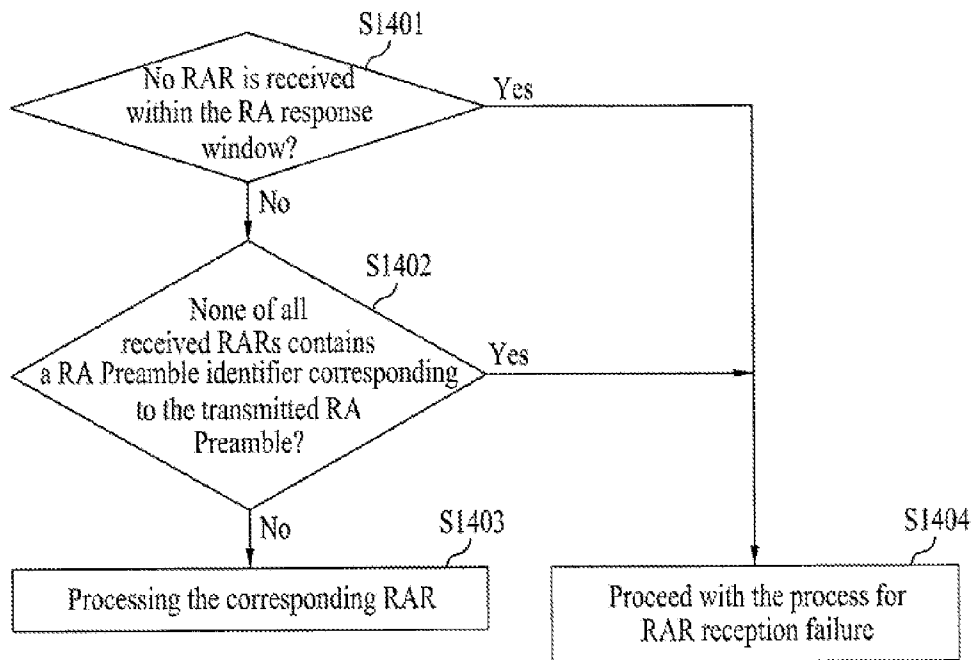 S1401
No RAR is received
within the RA response
window?
Yes
No
S1402
None of all
received RARs contains
a RA Preamble identifier corresponding
to the transmitted RA
Preamble?
Yes
No
S1403
Processing the corresponding RAR
S1404
Proceed with the process for
RAR reception failure